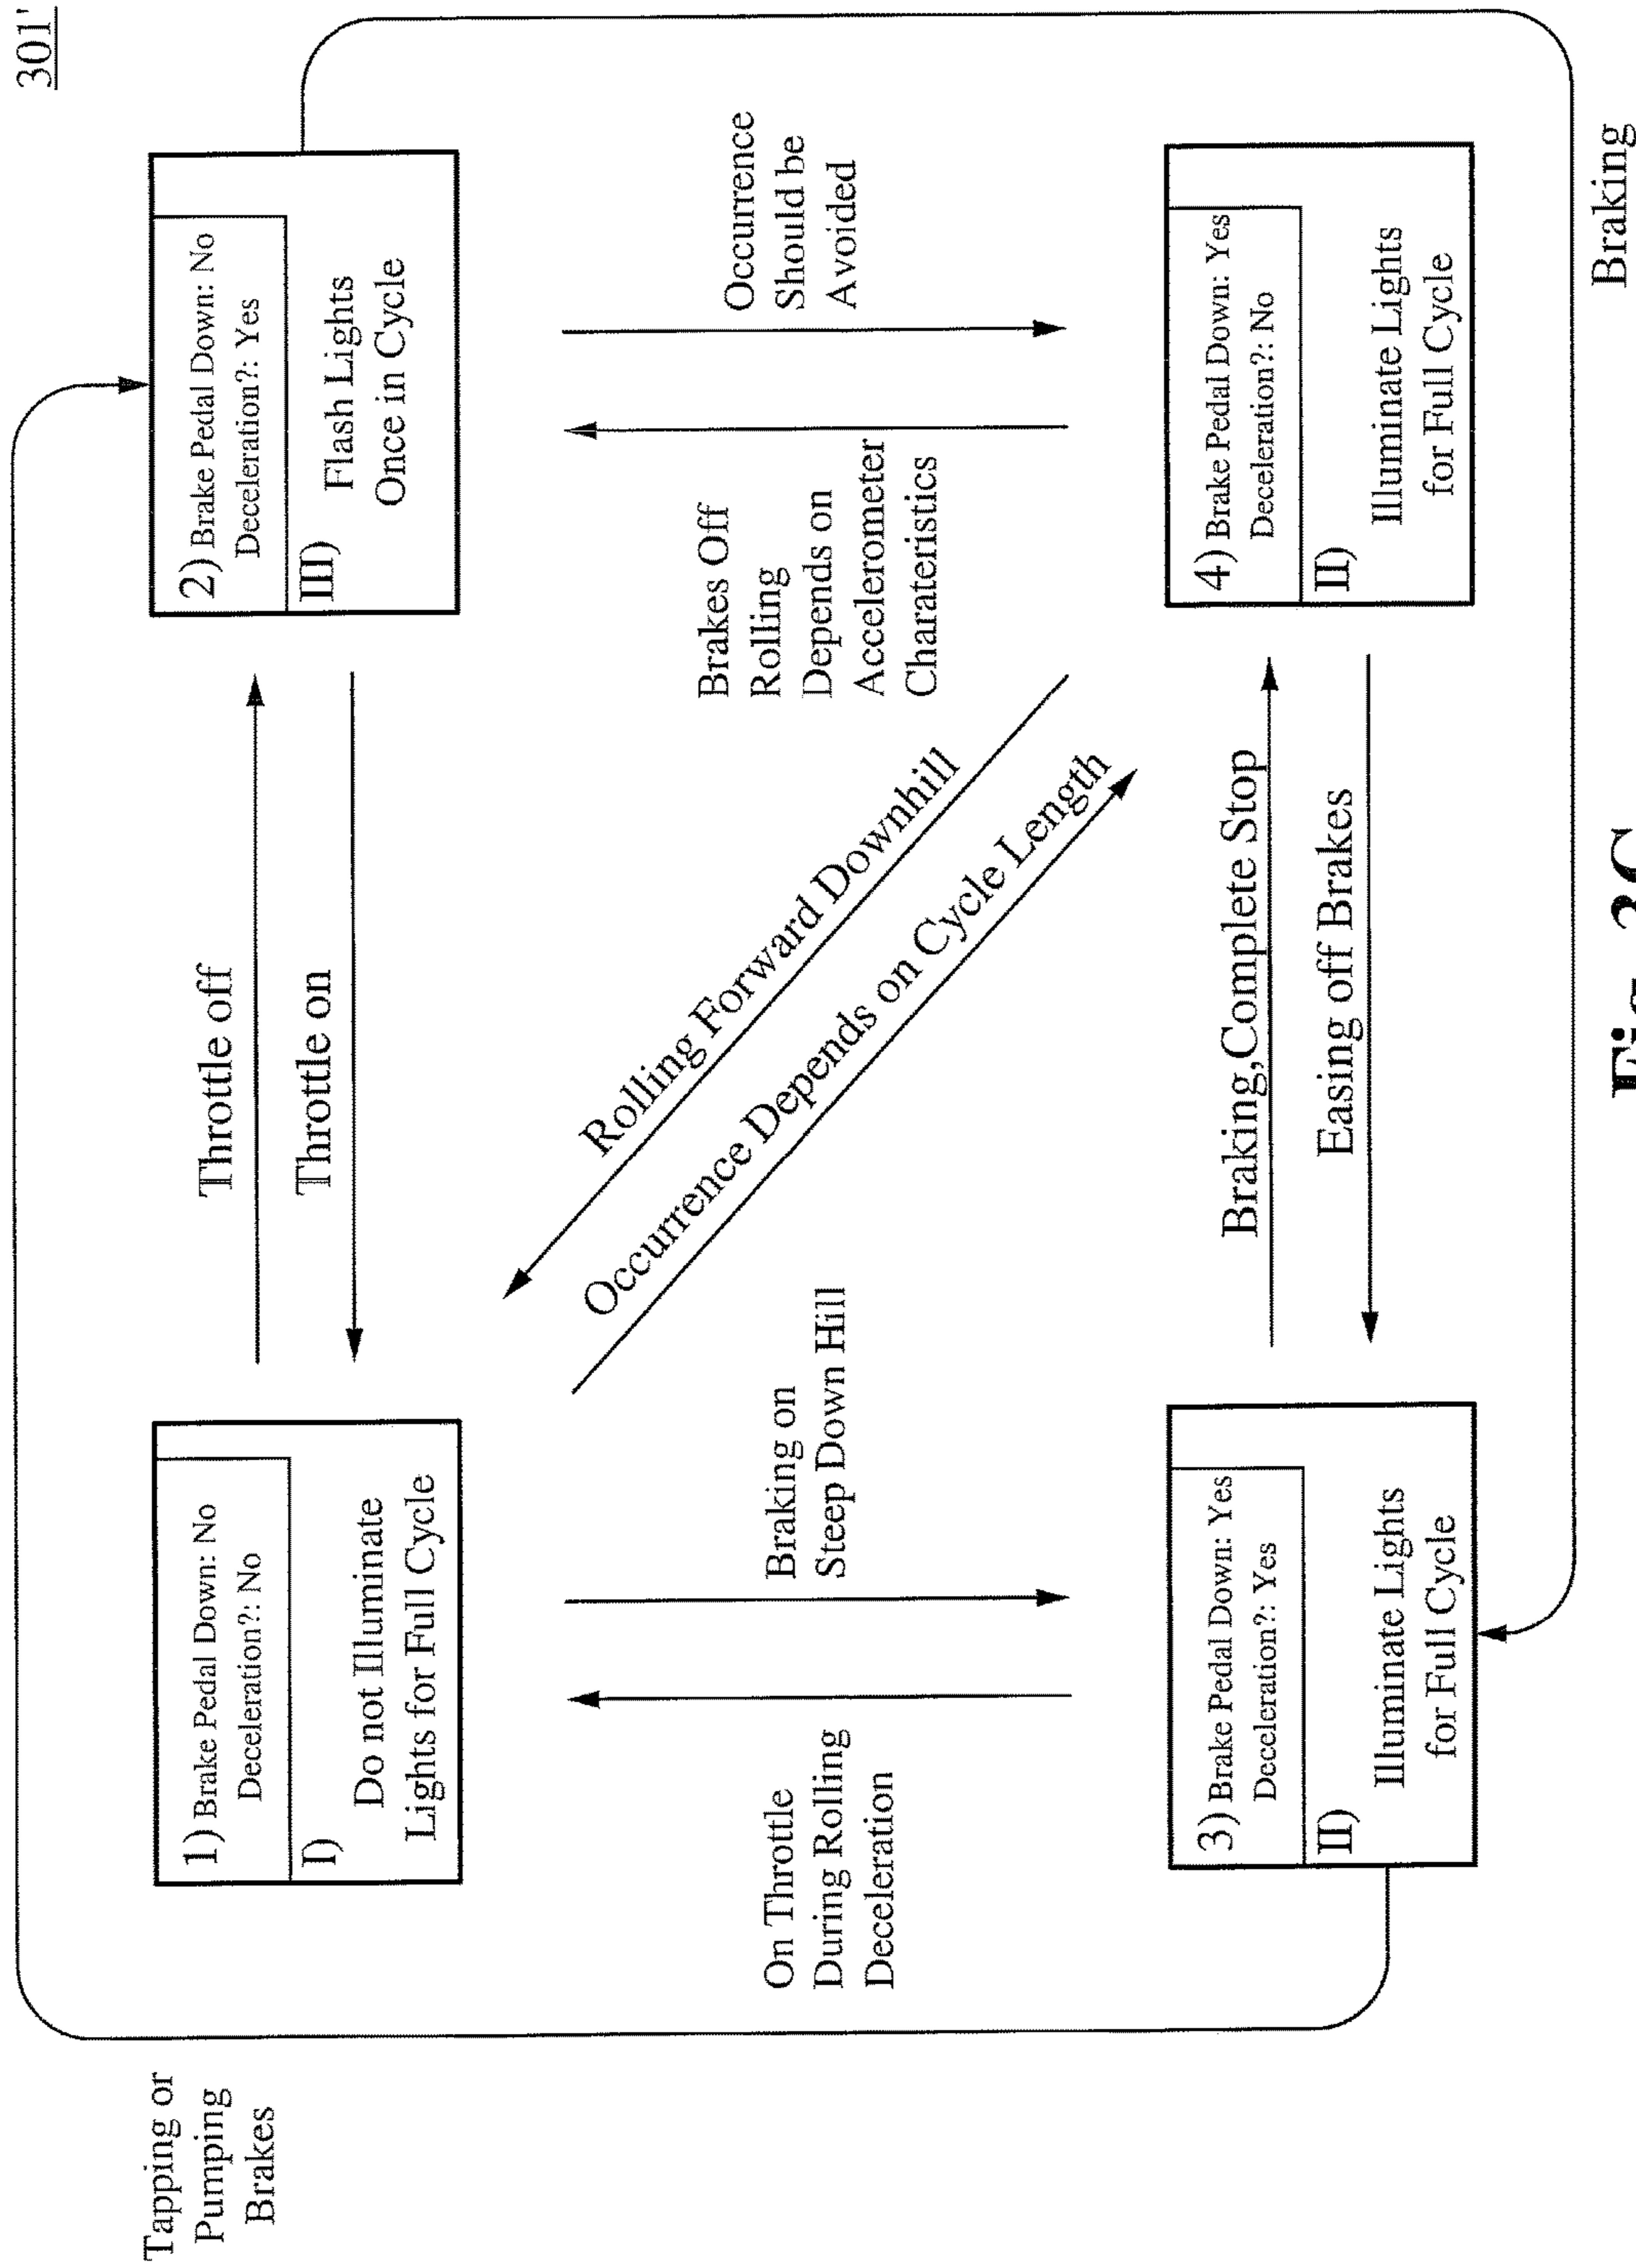 301'
Tapping or
Pumping
Brakes
Throttle off
Throttle on
1) Brake Pedal Down: No
Deceleration?: No
I)
Do not Illuminate
Lights for Full Cycle
2) Brake Pedal Down: No
Deceleration?: Yes
III)
Flash Lights
Once in Cycle
On Throttle
During Rolling
Deceleration
Braking on
Steep Down Hill
Rolling Forward Downhill
Occurrence Depends on Cycle Length
Brakes Off
Rolling
Depends on
Accelerometer
Charateristics
Occurrence
Should be
Avoided
3) Brake Pedal Down: Yes
Deceleration?: Yes
II)
Illuminate Lights
for Full Cycle
Braking,Complete Stop
Easing off Brakes
4) Brake Pedal Down: Yes
Deceleration?: No
II)
Illuminate Lights
for Full Cycle
Braking
Fig. 3C